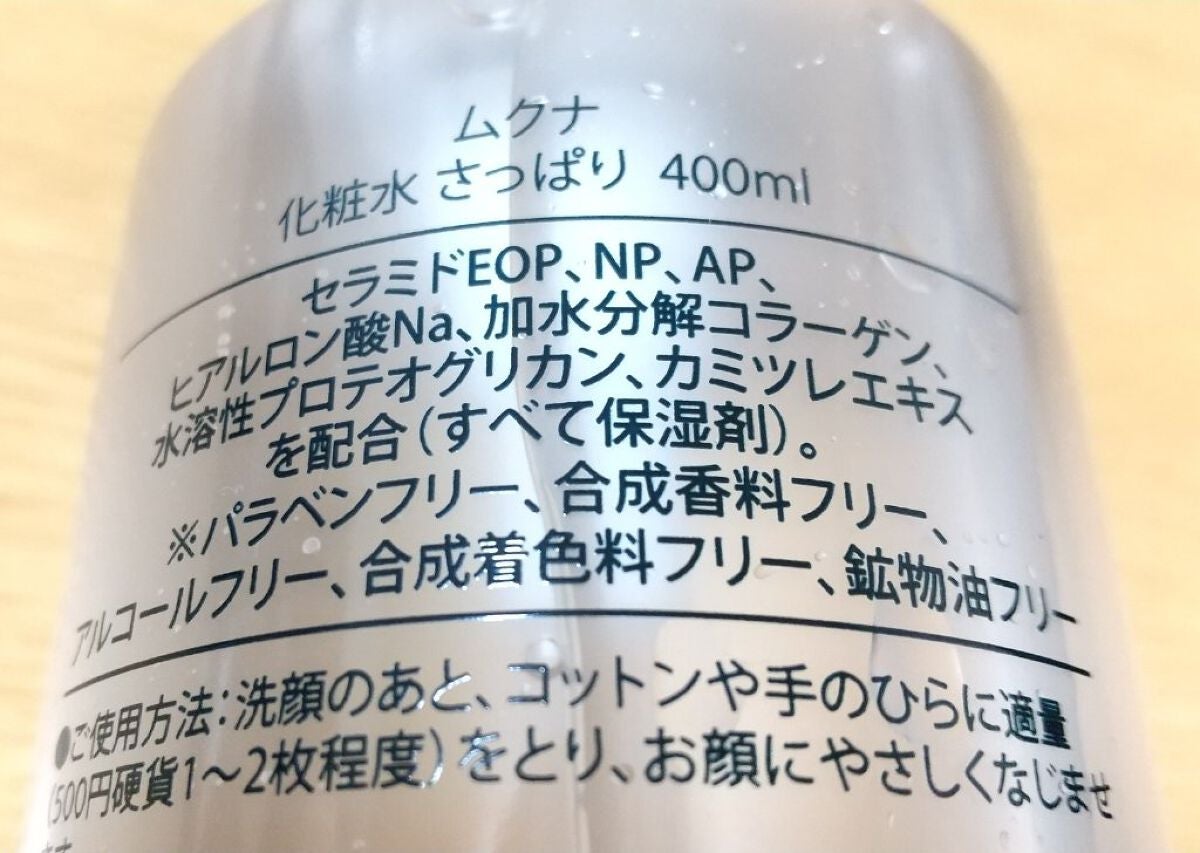 ムクナ
化粧水 さっぱり 400ml
セラミドEOP、NP、AP、
ヒアルロン酸Na、加水分解コラーゲン、
水溶性プロテオグリカン、カミツレエキス
を配合(すべて保湿剤)。
※パラベンフリー、合成香料フリー、
アルコールフリー、合成着色料フリー、鉱物油フリー
●ご使用方法:洗顔のあと、コットンや手のひらに適量
(500円硬貨1〜2枚程度)をとり、お顔にやさしくなじませ
ます